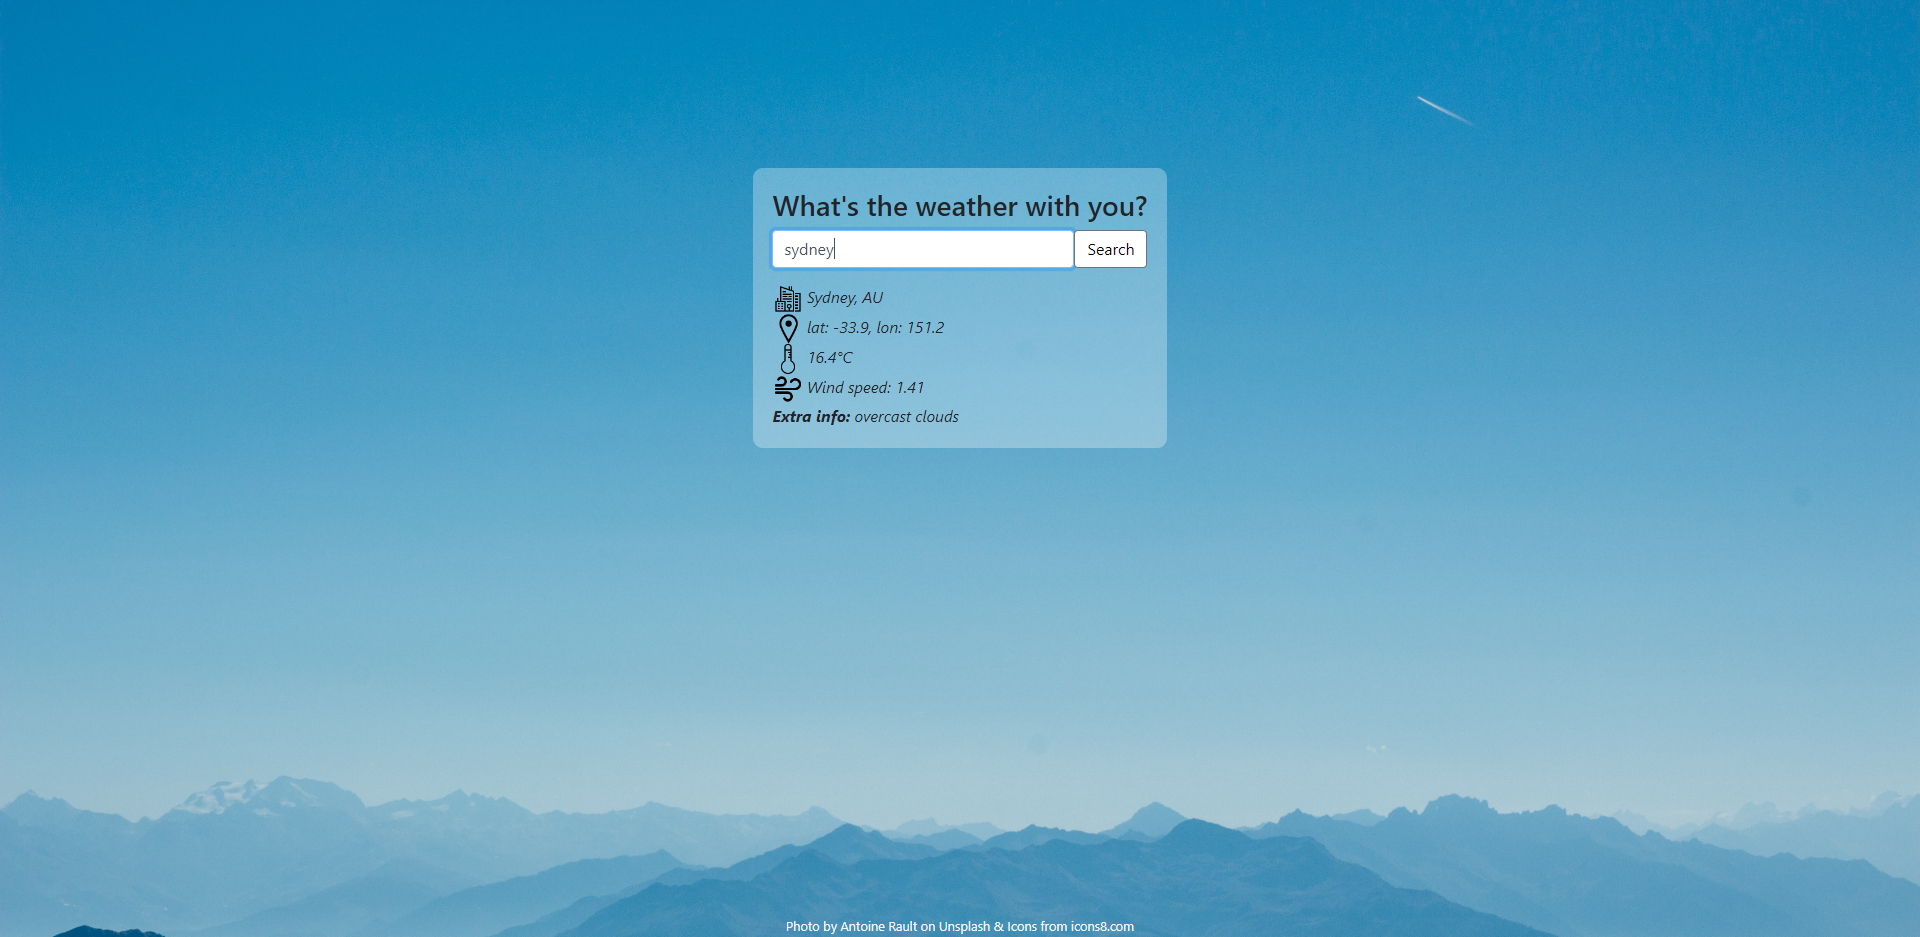 What's the weather with you?
sydney
Search
Sydney, AU
lat: -33.9, lon: 151.2
16.4°C
Wind speed: 1.41
Extra info: overcast clouds
Photo by Antoine Rault on Unsplash & Icons from icons8.com